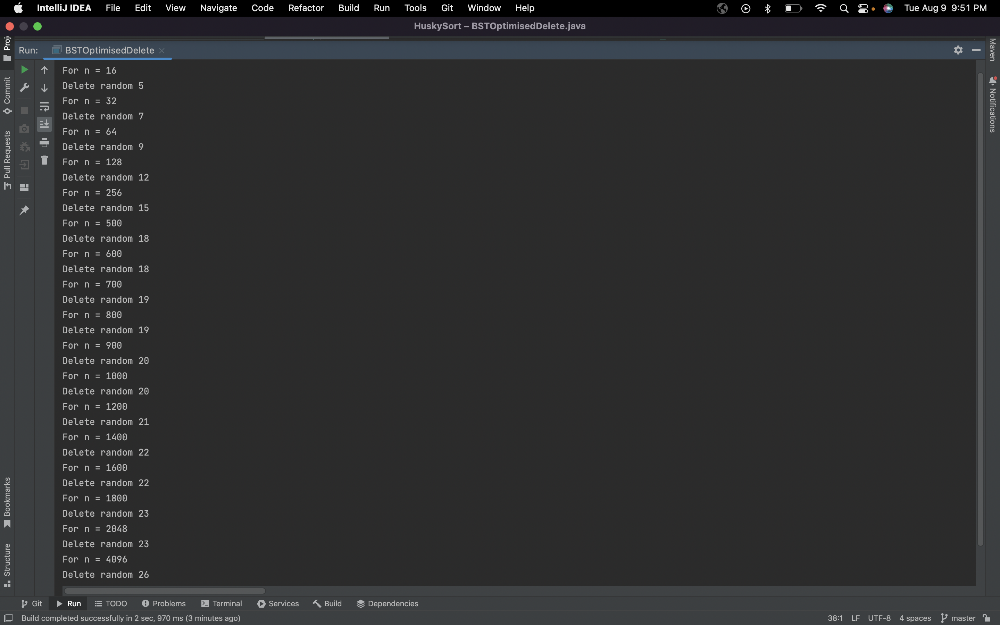 IntelliJ IDEA File Edit View Navigate Code Refactor Build Run Tools Git Window Help Tue Aug 9 9:51 PM
HuskySort – BSTOptimisedDelete.java
Run: BSTOptimisedDelete
For n = 16
Delete random 5
For n = 32
Delete random 7
For n = 64
Delete random 9
For n = 128
Delete random 12
For n = 256
Delete random 15
For n = 500
Delete random 18
For n = 600
Delete random 18
For n = 700
Delete random 19
For n = 800
Delete random 19
For n = 900
Delete random 20
For n = 1000
Delete random 20
For n = 1200
Delete random 21
For n = 1400
Delete random 22
For n = 1600
Delete random 22
For n = 1800
Delete random 23
For n = 2048
Delete random 23
For n = 4096
Delete random 26
Commit
Pull Requests
Bookmarks
Structure
Maven
Notifications
Git Run TODO Problems Terminal Services Build Dependencies
Build completed successfully in 2 sec, 970 ms (3 minutes ago) 38:1 LF UTF-8 4 spaces master